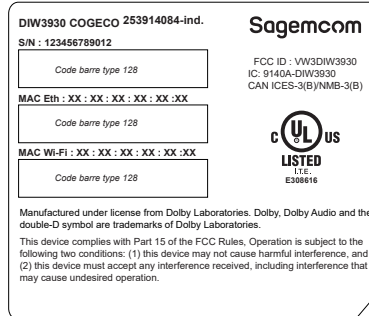 DIW3930 COGECO 253914084-ind.
S/N : 123456789012
Code barre type 128
MAC Eth : XX : XX : XX : XX : XX :XX
Code barre type 128
MAC Wi-Fi : XX : XX : XX : XX : XX :XX
Code barre type 128
Sagemcom
FCC ID : VW3DIW3930
IC: 9140A-DIW3930
CAN ICES-3(B)/NMB-3(B)
C UL US
LISTED
I.T.E.
E308616
Manufactured under license from Dolby Laboratories. Dolby, Dolby Audio and the
double-D symbol are trademarks of Dolby Laboratories.
This device complies with Part 15 of the FCC Rules, Operation is subject to the
following two conditions: (1) this device may not cause harmful interference, and
(2) this device must accept any interference received, including interference that
may cause undesired operation.